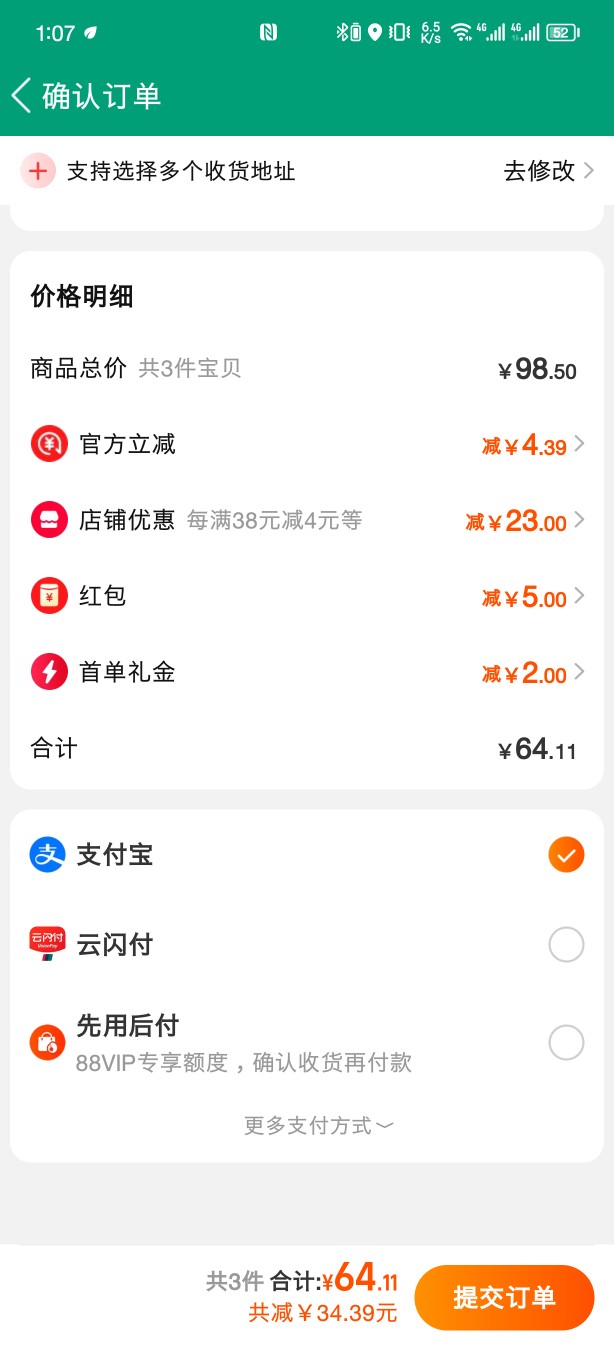 1:07 6.5 K/s 4G 4G 52
确认订单
支持选择多个收货地址 去修改
价格明细
商品总价 共3件宝贝 ¥98.50
官方立减 减¥4.39
店铺优惠 每满38元减4元等 减¥23.00
红包 减¥5.00
首单礼金 减¥2.00
合计 ¥64.11
支付宝
云闪付
先用后付
88VIP专享额度，确认收货再付款
更多支付方式
共3件 合计:¥64.11
共减¥34.39元
提交订单